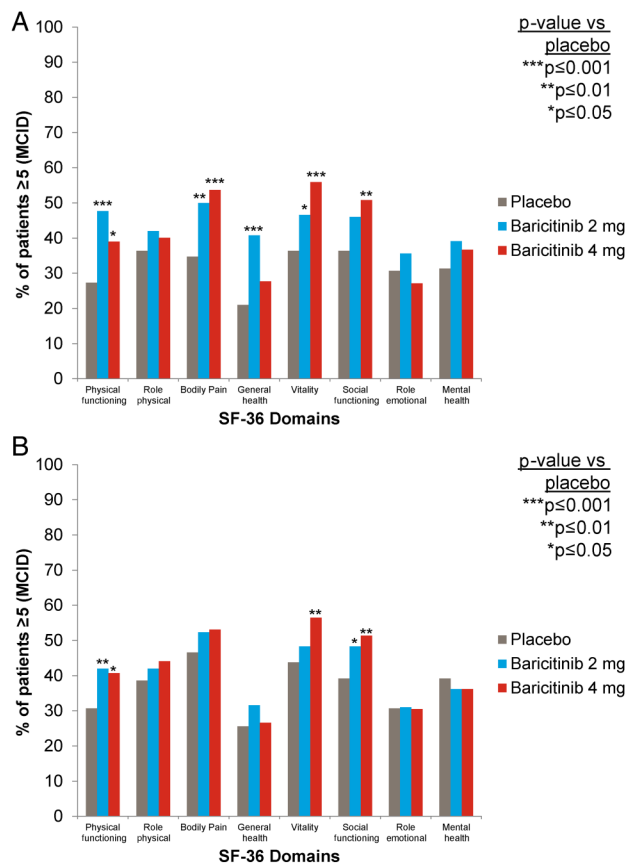 A
p-value vs
placebo
***p≤0.001
**p≤0.01
*p≤0.05
% of patients ≥5 (MCID)
100
90
80
70
60
50
40
30
20
10
0
***
*
**
***
***
*
***
**
Placebo
Baricitinib 2 mg
Baricitinib 4 mg
Physical functioning
Role physical
Bodily Pain
General health
Vitality
Social functioning
Role emotional
Mental health
SF-36 Domains
B
p-value vs
placebo
***p≤0.001
**p≤0.01
*p≤0.05
% of patients ≥5 (MCID)
100
90
80
70
60
50
40
30
20
10
0
**
*
**
*
**
Placebo
Baricitinib 2 mg
Baricitinib 4 mg
Physical functioning
Role physical
Bodily Pain
General health
Vitality
Social functioning
Role emotional
Mental health
SF-36 Domains